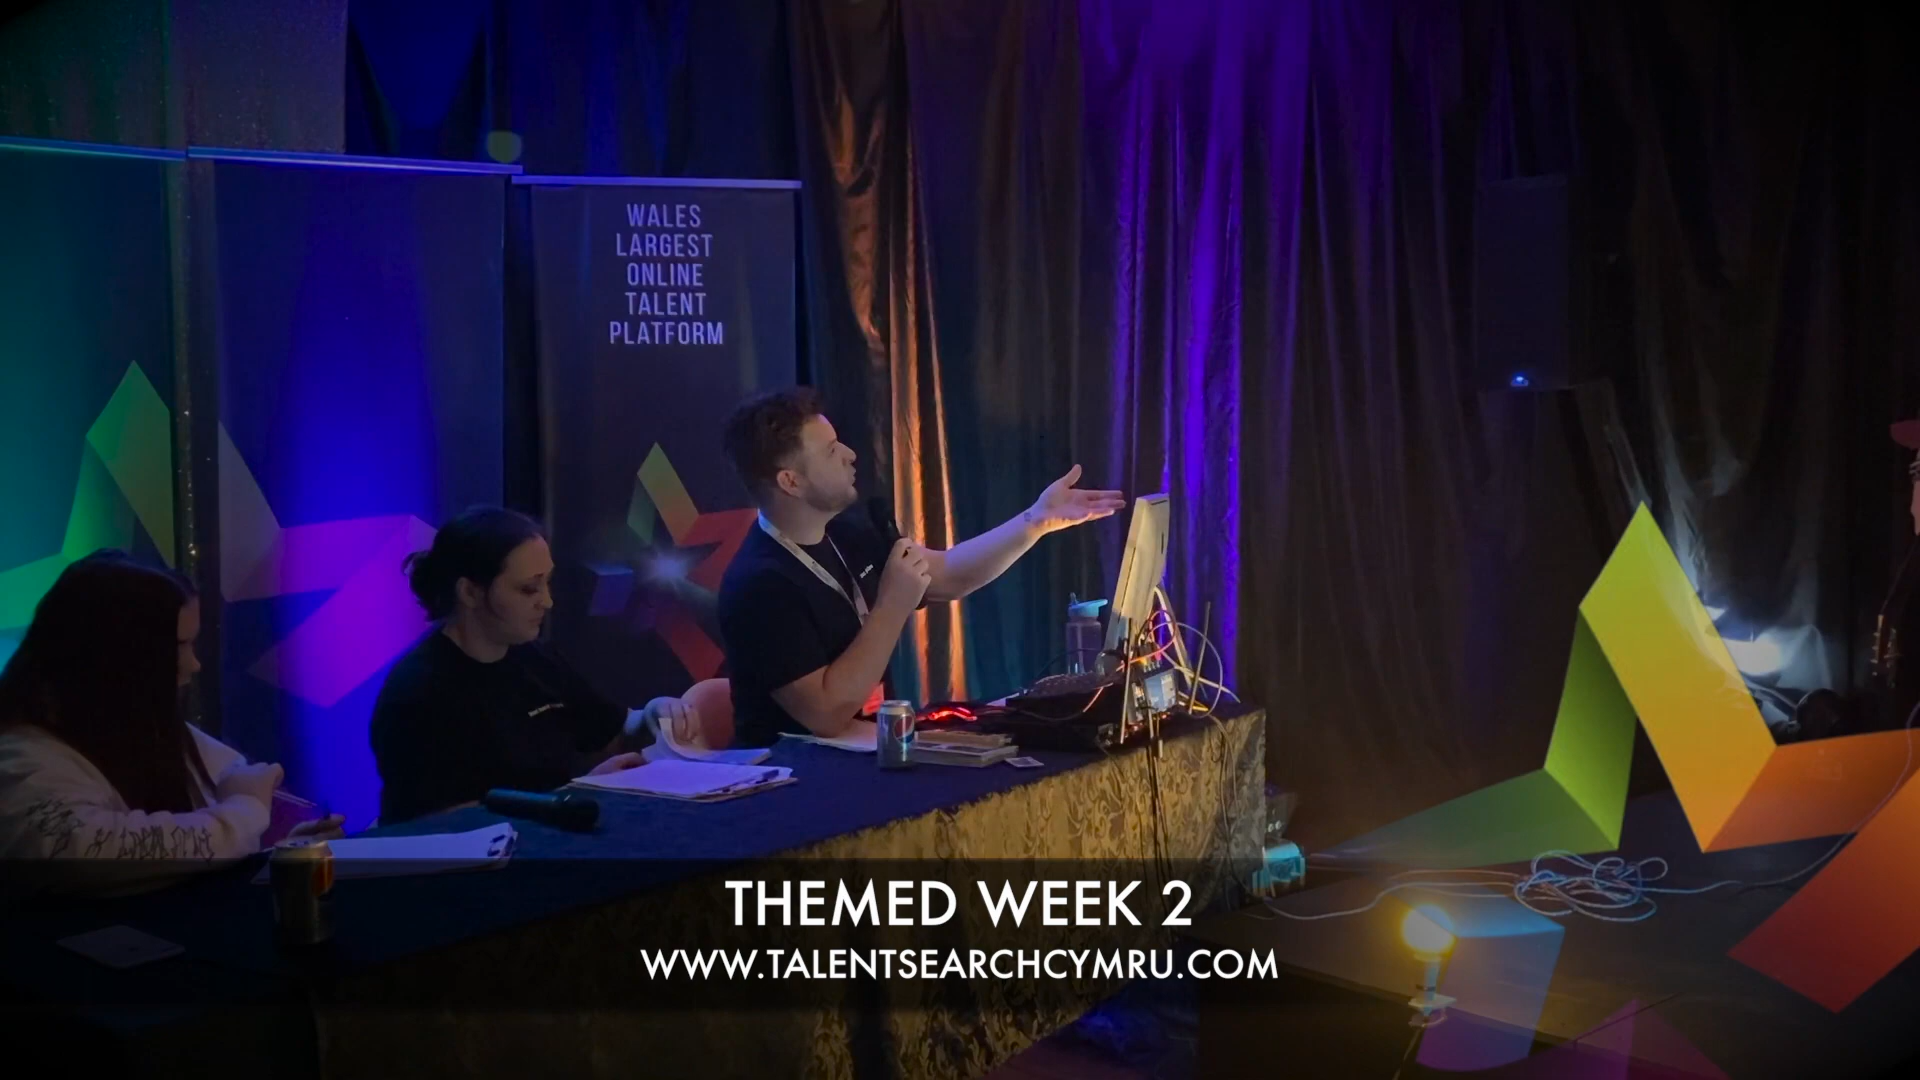 WALES
LARGEST
ONLINE
TALENT
PLATFORM
THEMED WEEK 2
WWW.TALENTSEARCHCYMRU.COM